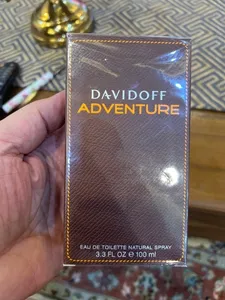 DAVIDOFF
ADVENTURE
EAU DE TOILETTE NATURAL SPRAY
3.3 FL OZ ℮ 100 ml